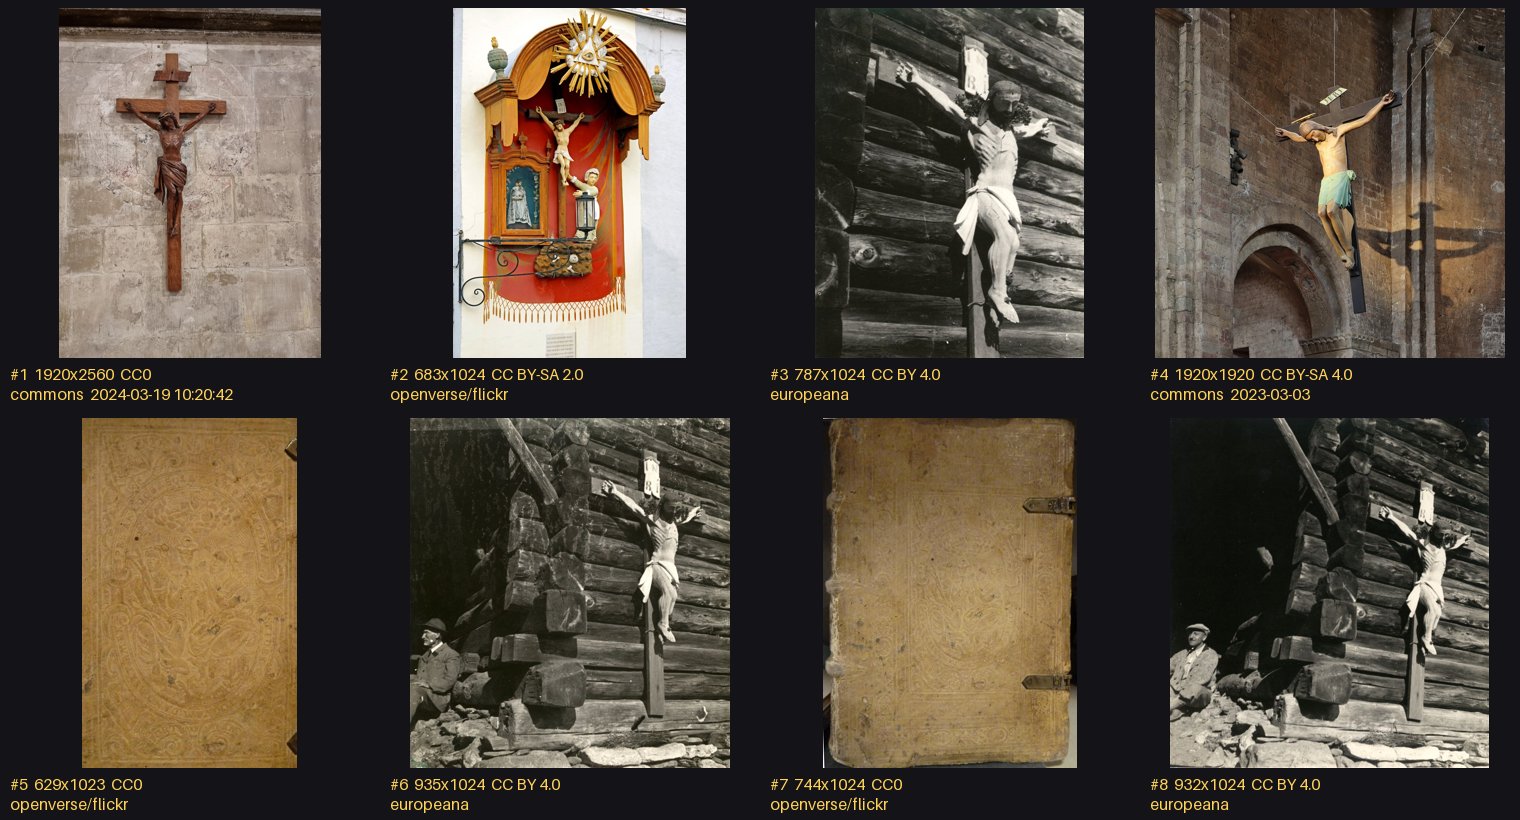 #1 1920x2560 CC0
commons 2024-03-19 10:20:42
#2 683x1024 CC BY-SA 2.0
openverse/flickr
#3 787x1024 CC BY 4.0
europeana
#4 1920x1920 CC BY-SA 4.0
commons 2023-03-03
#5 629x1023 CC0
openverse/flickr
#6 935x1024 CC BY 4.0
europeana
#7 744x1024 CC0
openverse/flickr
#8 932x1024 CC BY 4.0
europeana